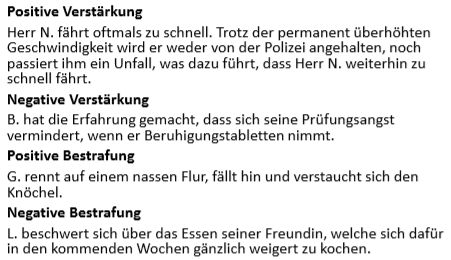 Positive Verstärkung
Herr N. fährt oftmals zu schnell. Trotz der permanent überhöhten
Geschwindigkeit wird er weder von der Polizei angehalten, noch
passiert ihm ein Unfall, was dazu führt, dass Herr N. weiterhin zu
schnell fährt.
Negative Verstärkung
B. hat die Erfahrung gemacht, dass sich seine Prüfungsangst
vermindert, wenn er Beruhigungstabletten nimmt.
Positive Bestrafung
G. rennt auf einem nassen Flur, fällt hin und verstaucht sich den
Knöchel.
Negative Bestrafung
L. beschwert sich über das Essen seiner Freundin, welche sich dafür
in den kommenden Wochen gänzlich weigert zu kochen.